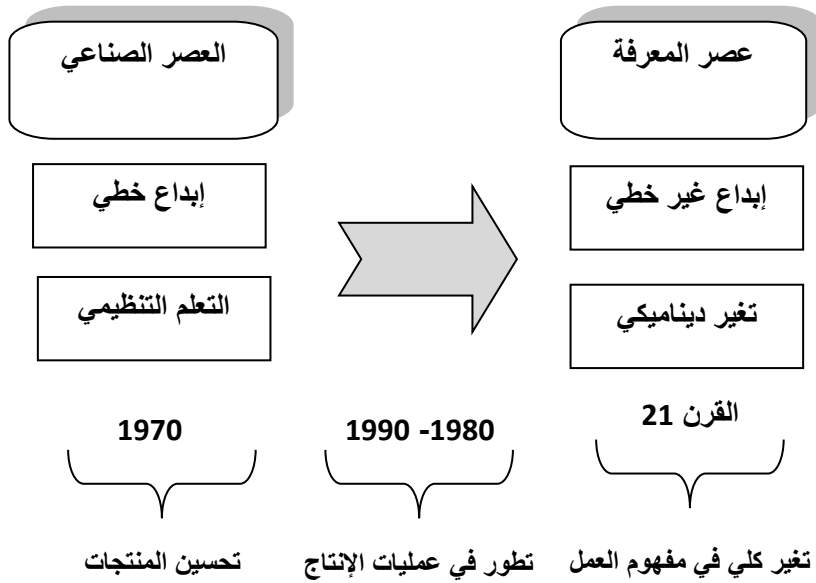 عصر المعرفة
العصر الصناعي
إبداع غير خطي
إبداع خطي
تغير ديناميكي
التعلم التنظيمي
القرن 21
1990 -1980
1970
تغير كلي في مفهوم العمل
تطور في عمليات الإنتاج
تحسين المنتجات